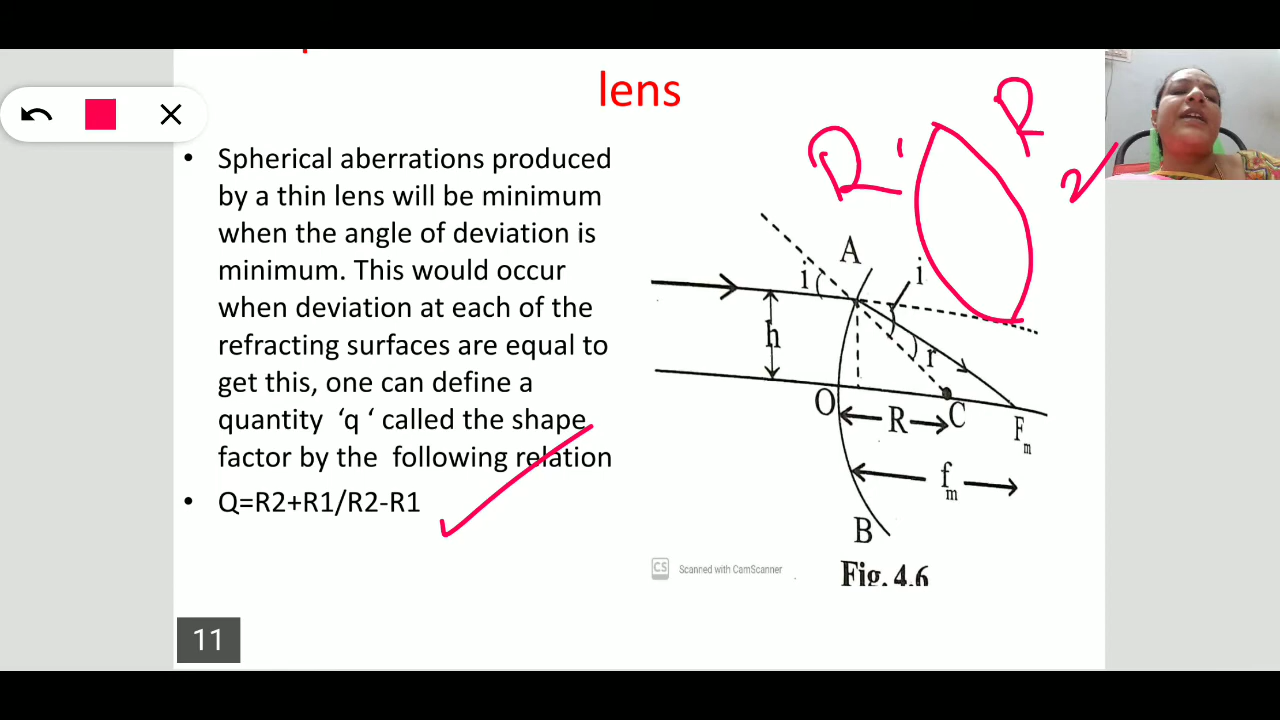 lens
• Spherical aberrations produced
by a thin lens will be minimum
when the angle of deviation is
minimum. This would occur
when deviation at each of the
refracting surfaces are equal to
get this, one can define a
quantity ‘q ‘ called the shape
factor by the following relation
• Q=R2+R1/R2-R1
11
R1
R
2
A
i
i
h
r
O
R
C
F m
f m
B
CS Scanned with CamScanner
Fig. 4.6